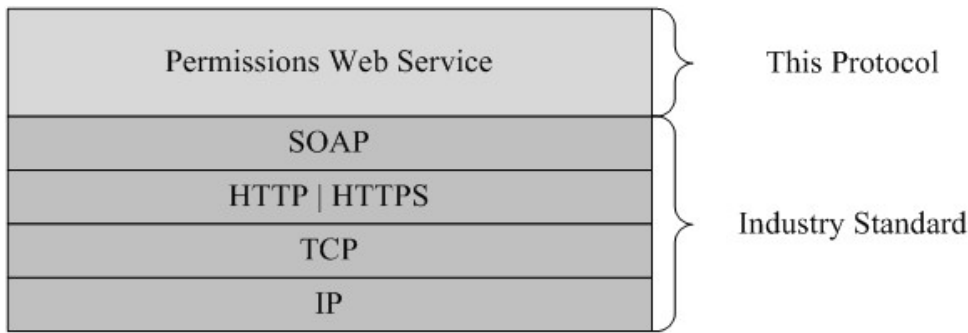 Permissions Web Service
This Protocol
SOAP
HTTP | HTTPS
TCP
IP
Industry Standard